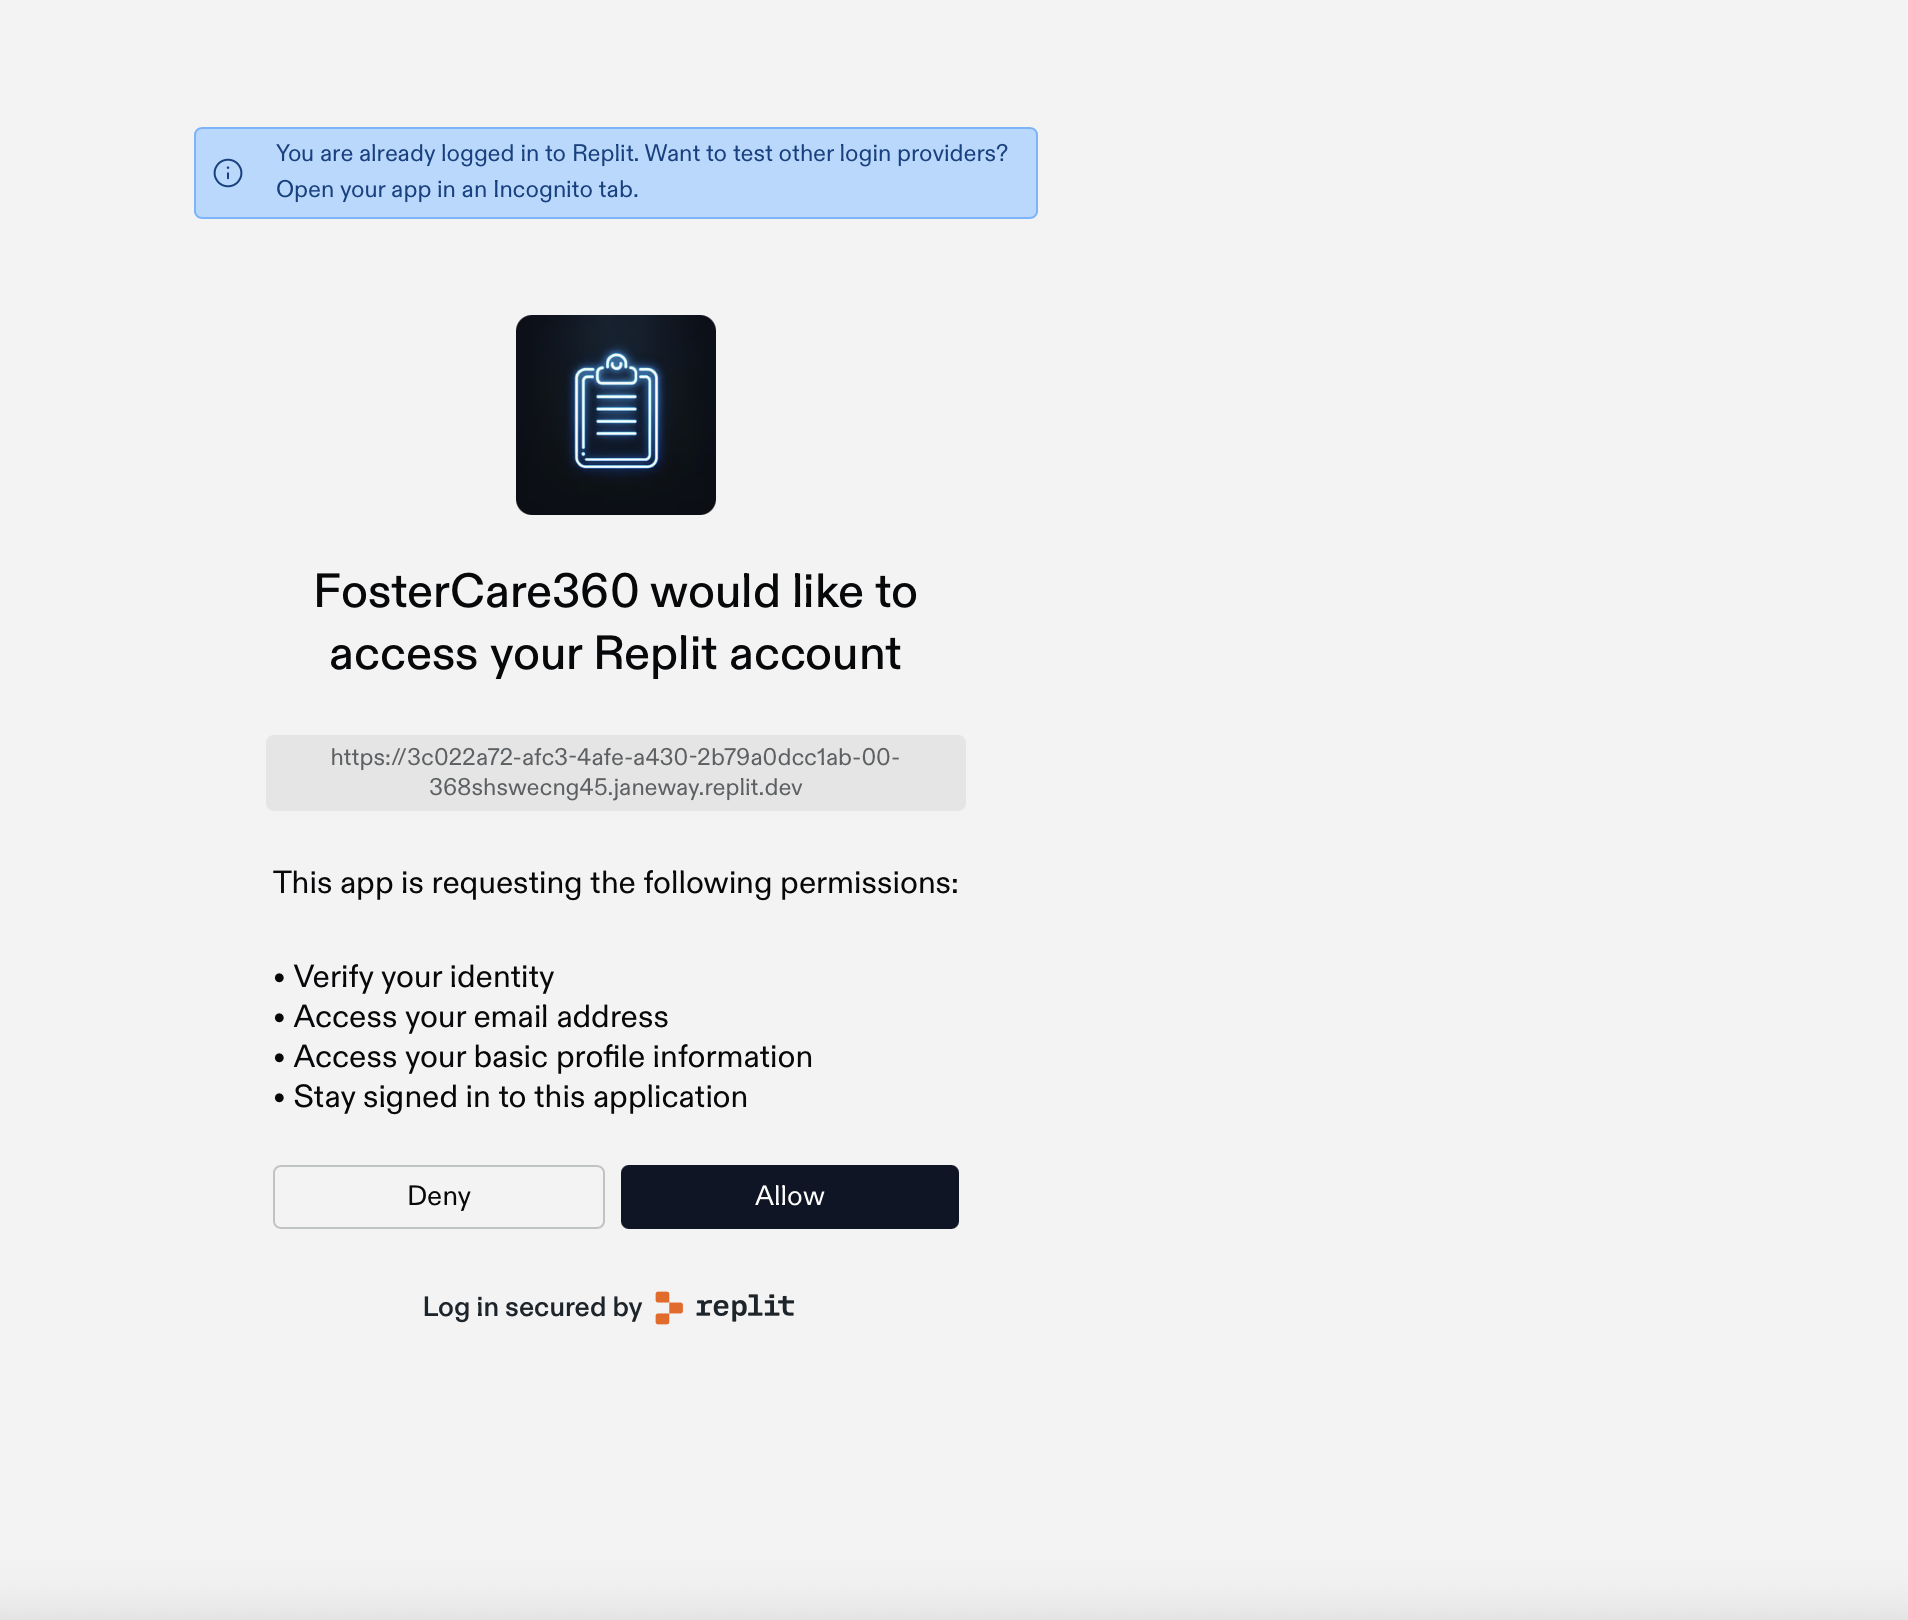 You are already logged in to Replit. Want to test other login providers?
Open your app in an Incognito tab.
FosterCare360 would like to
access your Replit account
https://3c022a72-afc3-4afe-a430-2b79a0dcc1ab-00-
368shswecng45.janeway.replit.dev
This app is requesting the following permissions:
• Verify your identity
• Access your email address
• Access your basic profile information
• Stay signed in to this application
Deny
Allow
Log in secured by replit